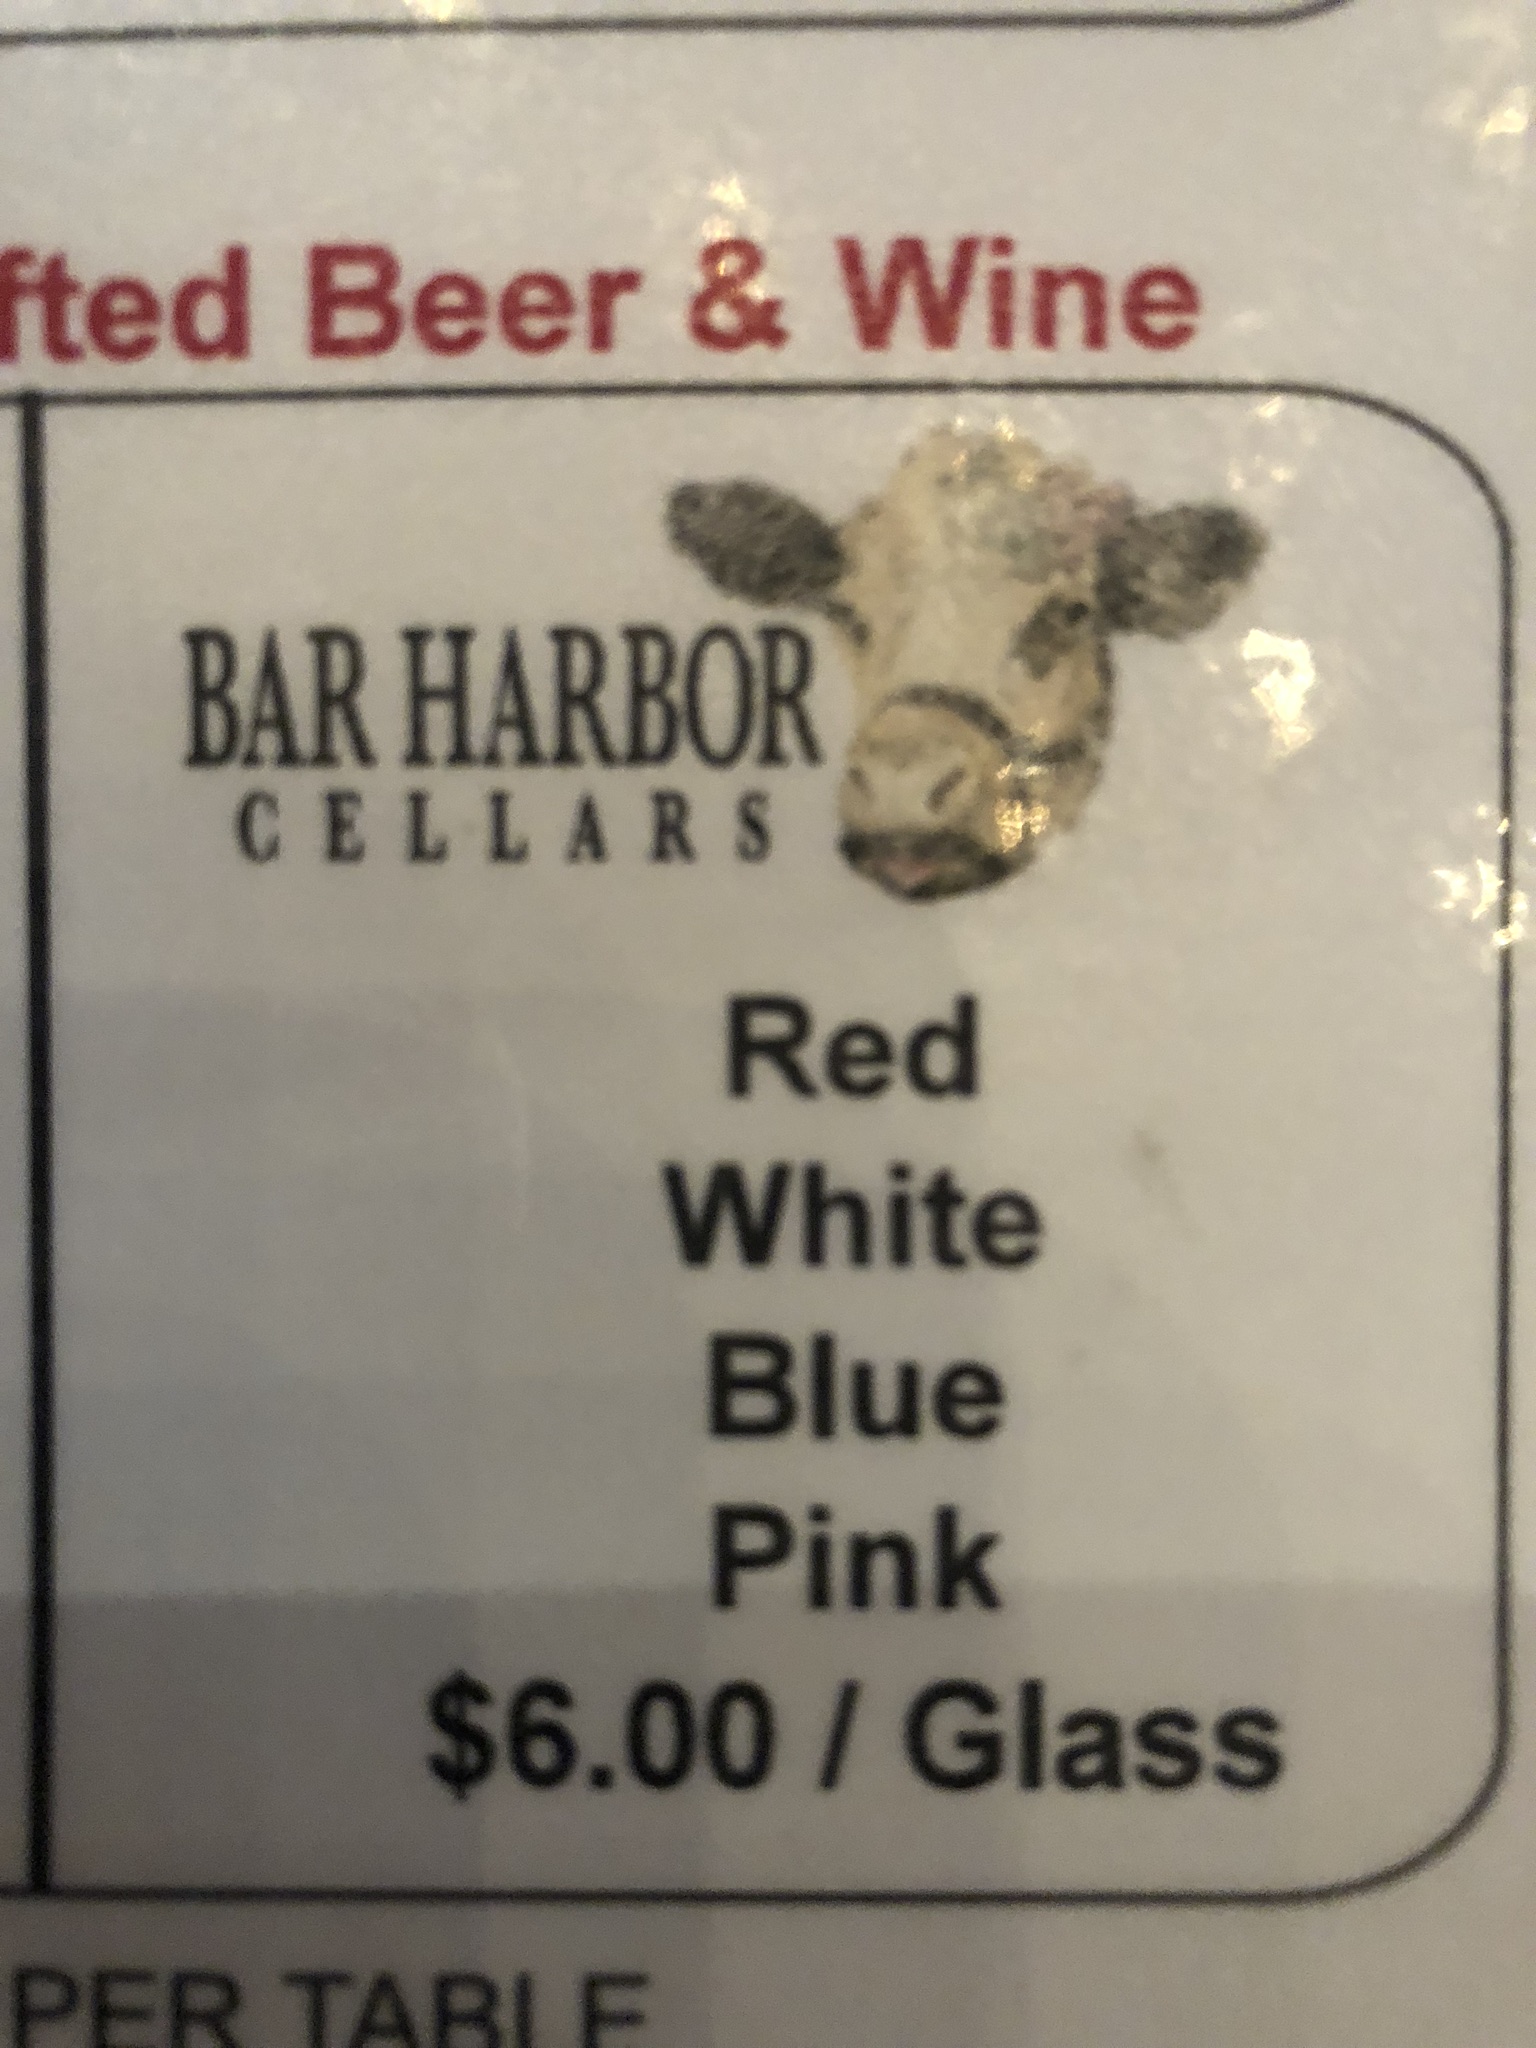 fted Beer & Wine
BAR HARBOR
CELLARS
Red
White
Blue
Pink
$6.00 / Glass
PER TABLE